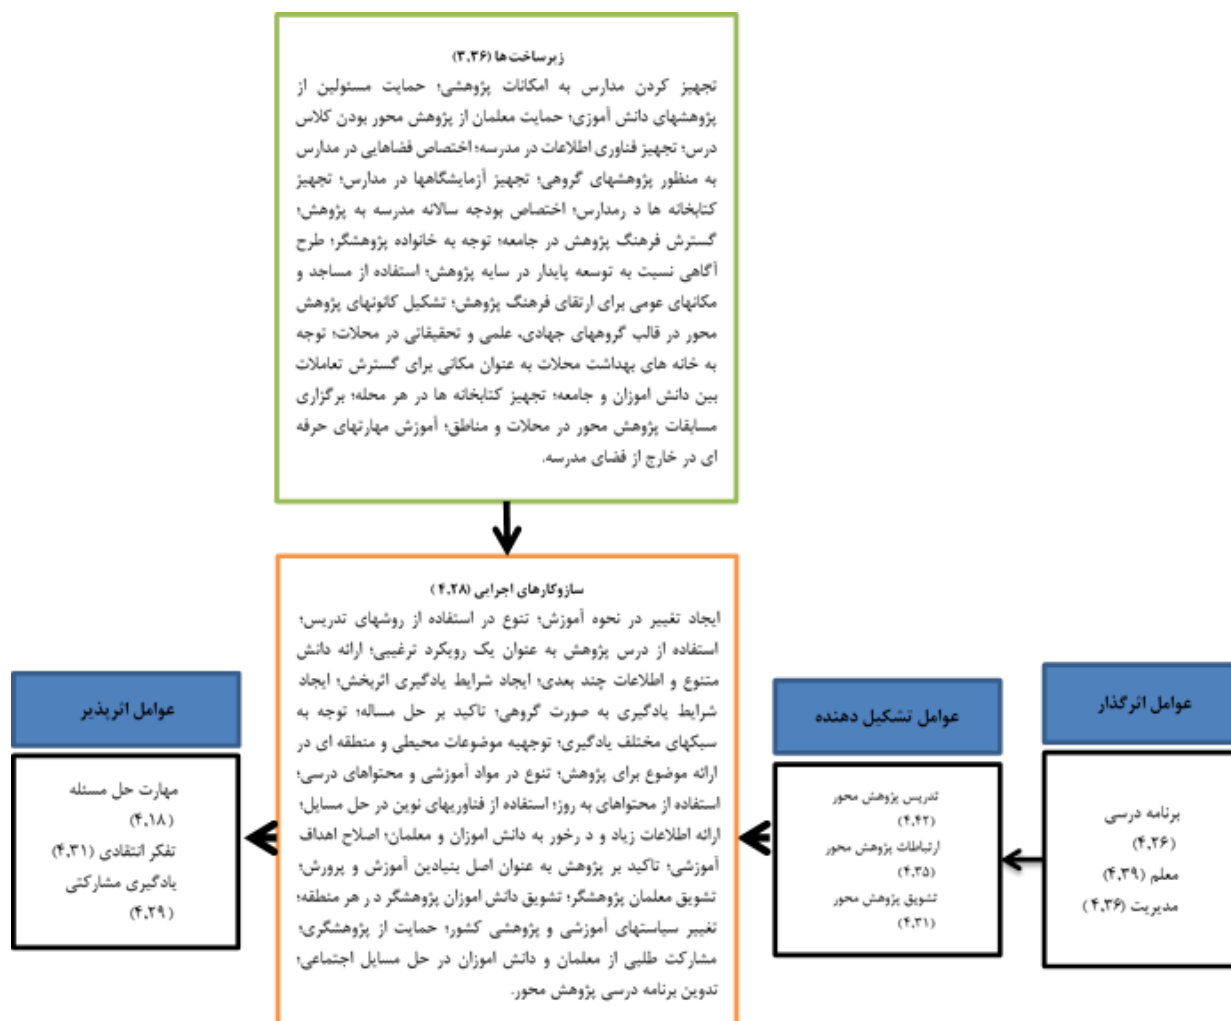 زیرساخت ها (۳.۳۶)
تجهیز کردن مدارس به امکانات پژوهشی؛ حمایت مسئولین از
پژوهشهای دانش آموزی؛ حمایت معلمان از پژوهش محور بودن کلاس
درس؛ تجهیز فناوری اطلاعات در مدرسه؛ اختصاص فضاهایی در مدارس
به منظور پژوهشهای گروهی؛ تجهیز آزمایشگاهها در مدارس؛ تجهیز
کتابخانه ها د رمدارس؛ اختصاص بودجه سالانه مدرسه به پژوهش؛
گسترش فرهنگ پژوهش در جامعه؛ توجه به خانواده پژوهشگر؛ طرح
آگاهی نسبت به توسعه پایدار در سایه پژوهش؛ استفاده از مساجد و
مکانهای عومی برای ارتقای فرهنگ پژوهش؛ تشکیل کانونهای پژوهش
محور در قالب گروههای جهادی، علمی و تحقیقاتی در محلات؛ توجه
به خانه های بهداشت محلات به عنوان مکانی برای گسترش تعاملات
بین دانش اموزان و جامعه؛ تجهیز کتابخانه ها در هر محله؛ برگزاری
مسابقات پژوهش محور در محلات و مناطق؛ آموزش مهارتهای حرفه
ای در خارج از فضای مدرسه.
سازوکارهای اجرایی (۴.۲۸ )
ایجاد تغییر در نحوه آموزش؛ تنوع در استفاده از روشهای تدریس؛
استفاده از درس پژوهش به عنوان یک رویکرد ترغیبی؛ ارائه دانش
متنوع و اطلاعات چند بعدی؛ ایجاد شرایط یادگیری اثربخش؛ ایجاد
شرایط یادگیری به صورت گروهی؛ تاکید بر حل مساله؛ توجه به
سبکهای مختلف یادگیری؛ توجهیه موضوعات محیطی و منطقه ای در
ارائه موضوع برای پژوهش؛ تنوع در مواد آموزشی و محتواهای درسی؛
استفاده از محتواهای به روز؛ استفاده از فناوریهای نوین در حل مسایل؛
ارائه اطلاعات زیاد و د رخور به دانش اموزان و معلمان؛ اصلاح اهداف
آموزشی؛ تاکید بر پژوهش به عنوان اصل بنیادین آموزش و پرورش؛
تشویق معلمان پژوهشگر؛ تشویق دانش اموزان پژوهشگر د ر هر منطقه؛
تغییر سیاستهای آموزشی و پژوهشی کشور؛ حمایت از پژوهشگری؛
مشارکت طلبی از معلمان و دانش اموزان در حل مسایل اجتماعی؛
تدوین برنامه درسی پژوهش محور.
عوامل اثرگذار
برنامه درسی
(۴.۲۶)
معلم (۴.۳۹)
مدیریت (۴.۳۶ )
عوامل تشکیل دهنده
تدریس پژوهش محور
(۴.۴۲)
ارتباطات پژوهش محور
(۴.۳۵)
تشویق پژوهش محور
(۴.۳۱)
عوامل اثرپذیر
مهارت حل مسئله
(۴.۱۸)
تفکر انتقادی (۴.۳۱)
یادگیری مشارکتی
(۴.۲۹ )